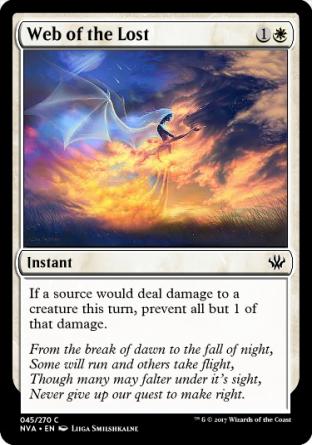 Web of the Lost 1
Instant
If a source would deal damage to a
creature this turn, prevent all but 1 of
that damage.
From the break of dawn to the fall of night,
Some will run and others take flight,
Though many may falter under it's sight,
Never give up our quest to make right.
045/270 C
NVA • EN Liiga Smilshkalne
™ & © 2017 Wizards of the Coast